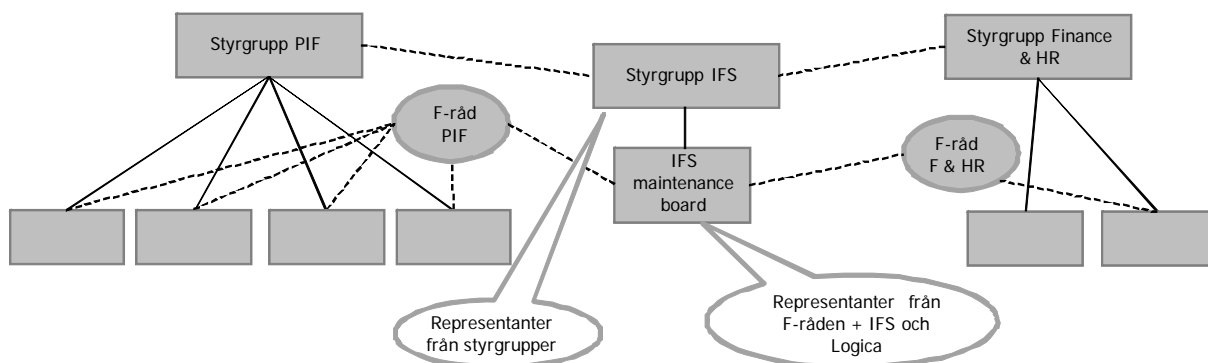 Styrgrupp PIF
Styrgrupp IFS
Styrgrupp Finance
& HR
F-råd
PIF
IFS
maintenance
board
F-råd
F & HR
Representanter
från styrgrupper
Representanter från
F-råden + IFS och
Logica